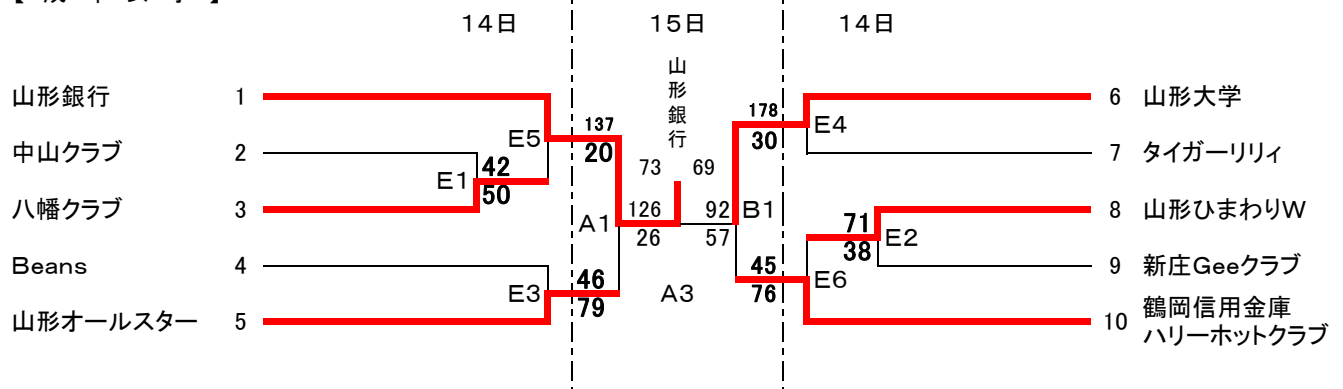 14日
15日
14日
山形銀行
山形銀行 1
中山クラブ 2
八幡クラブ 3
Beans 4
山形オールスター 5
E5
137
20
E1
42
50
E3
46
79
A1
126
26
73 69
A3
92
57
B1
178
30
E4
71
38
E2
45
76
E6
6 山形大学
7 タイガーリリィ
8 山形ひまわりW
9 新庄Geeクラブ
10 鶴岡信用金庫
ハリーホットクラブ